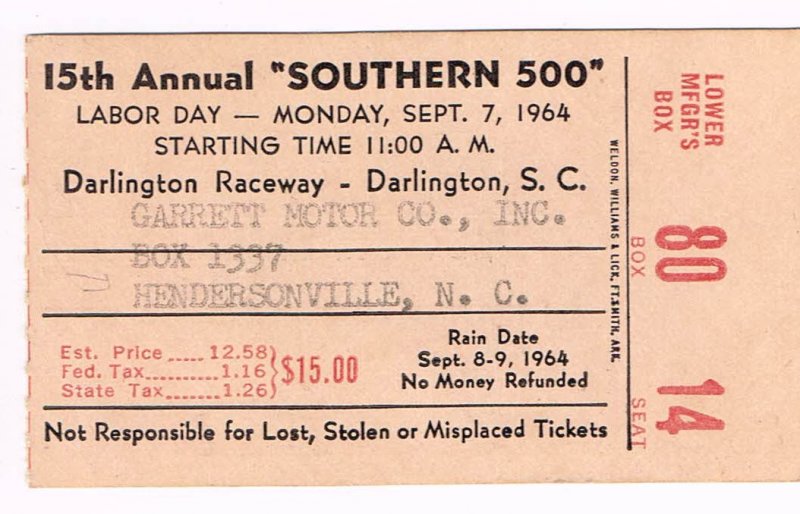 15th Annual "SOUTHERN 500"
LABOR DAY — MONDAY, SEPT. 7, 1964
STARTING TIME 11:00 A. M.
Darlington Raceway - Darlington, S. C.
GARRETT MOTOR CO., INC.
BOX 1337
HENDERSONVILLE, N. C.
Est. Price ..... 12.58
Fed. Tax.......... 1.16
State Tax....... 1.26
$15.00
Rain Date
Sept. 8-9, 1964
No Money Refunded
Not Responsible for Lost, Stolen or Misplaced Tickets
WELDON, WILLIAMS & LICK, FT. SMITH, ARK.
LOWER
MFGR'S
BOX
80
BOX
14
SEAT